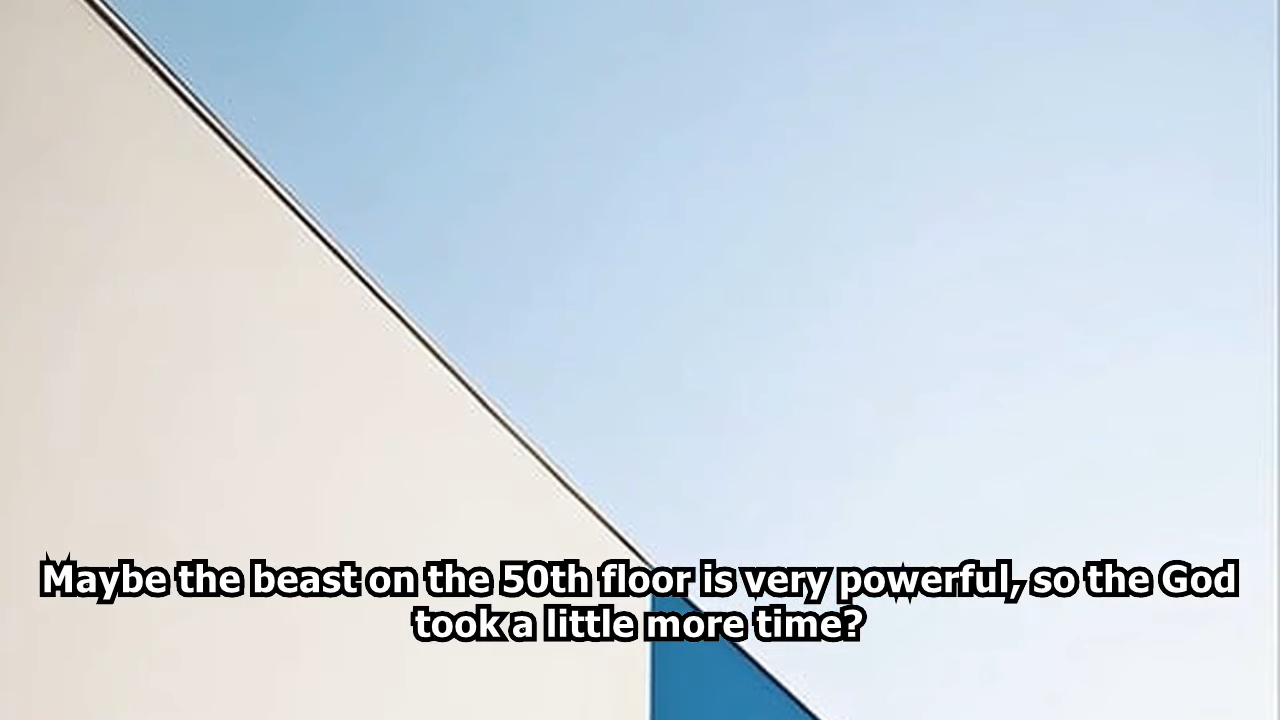 Maybe the beast on the 50th floor is very powerful, so the God
took a little more time?